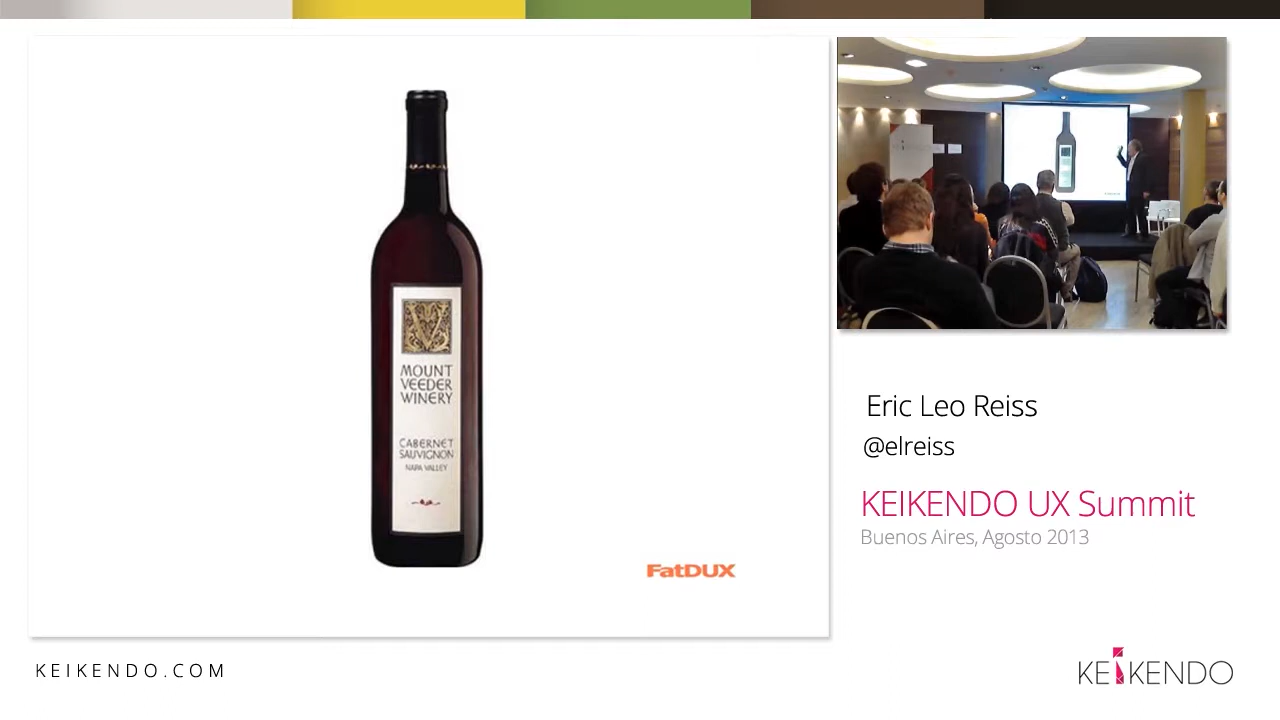 MOUNT
VEEDER
WINERY
CABERNET
SAUVIGNON
NAPA VALLEY
FatDUX
Eric Leo Reiss
@elreiss
KEIKENDO UX Summit
Buenos Aires, Agosto 2013
KEIKENDO.COM
KEIKENDO